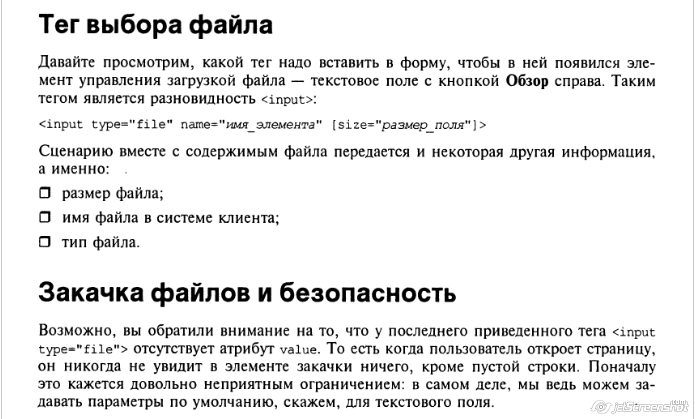 Тег выбора файла
Давайте просмотрим, какой тег надо вставить в форму, чтобы в ней появился эле-
мент управления загрузкой файла — текстовое поле с кнопкой Обзор справа. Таким
тегом является разновидность <input>:
<input type="file" name="имя_элемента" [size="размер_поля"]>
Сценарию вместе с содержимым файла передается и некоторая другая информация,
а именно:
❒ размер файла;
❒ имя файла в системе клиента;
❒ тип файла.
Закачка файлов и безопасность
Возможно, вы обратили внимание на то, что у последнего приведенного тега <input
type="file"> отсутствует атрибут value. То есть когда пользователь откроет страницу,
он никогда не увидит в элементе закачки ничего, кроме пустой строки. Поначалу
это кажется довольно неприятным ограничением: в самом деле, мы ведь можем за-
давать параметры по умолчанию, скажем, для текстового поля.
jetScreenshot